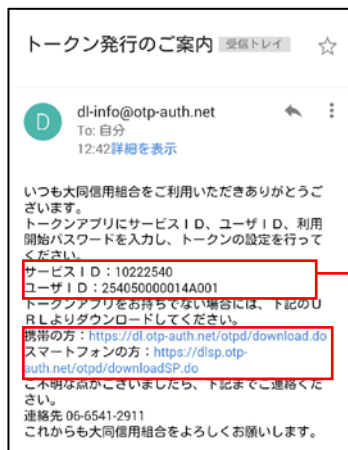 トークン発行のご案内 受信トレイ
D
dl-info@otp-auth.net
To: 自分
12:42詳細を表示
いつも大同信用組合をご利用いただきありがとうご
ざいます。
トークンアプリにサービスＩＤ、ユーザＩＤ、利用
開始パスワードを入力し、トークンの設定を行って
ください。
サービスＩＤ：10222540
ユーザＩＤ：254050000014A001
トークンアプリをお持ちでない場合には、下記のＵ
ＲＬよりダウンロードしてください。
携帯の方：https://dl.otp-auth.net/otpd/download.do
スマートフォンの方：https://dlsp.otp-
auth.net/otpd/downloadSP.do
ご不明な点がございましたら、下記までご連絡くだ
さい。
連絡先 06-6541-2911
これからも大同信用組合をよろしくお願いします。